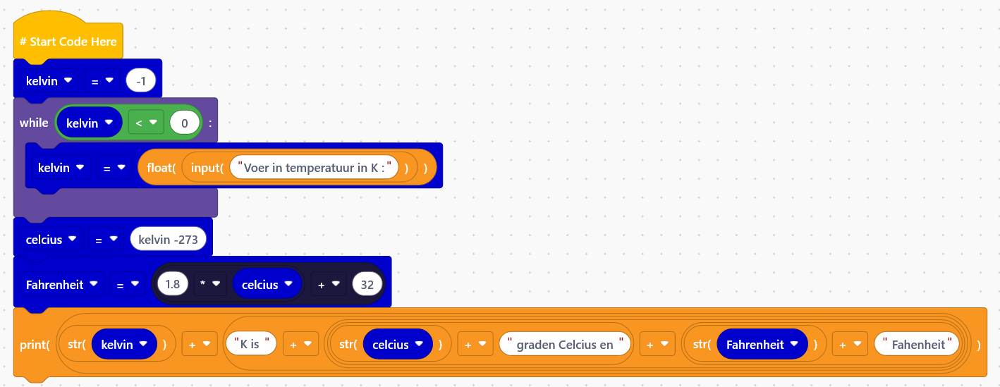 # Start Code Here
kelvin = -1
while kelvin < 0 :
kelvin = float( input( "Voer in temperatuur in K :" ) )
celcius = kelvin -273
Fahrenheit = 1.8 * celcius + 32
print( str( kelvin ) + "K is " + str( celcius ) + " graden Celcius en " + str( Fahrenheit ) + " Fahenheit" )